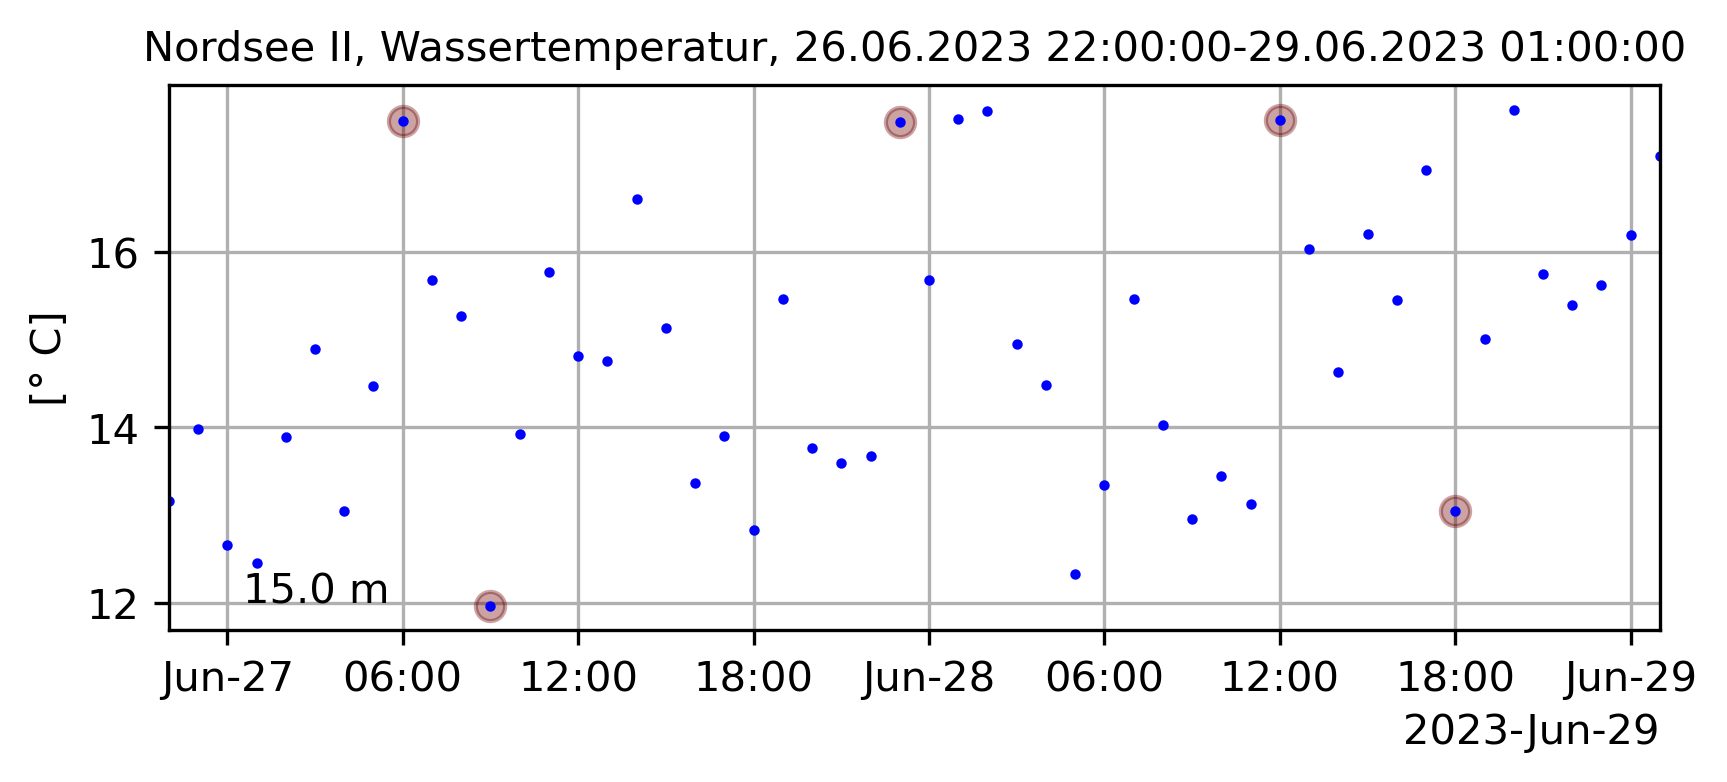 Nordsee II, Wassertemperatur, 26.06.2023 22:00:00-29.06.2023 01:00:00
[° C]
16
14
12
15.0 m
Jun-27 06:00 12:00 18:00 Jun-28 06:00 12:00 18:00 Jun-29
2023-Jun-29